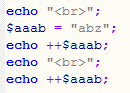 echo "<br>";
$aaab = "abz";
echo ++$aaab;
echo "<br>";
echo ++$aaab;